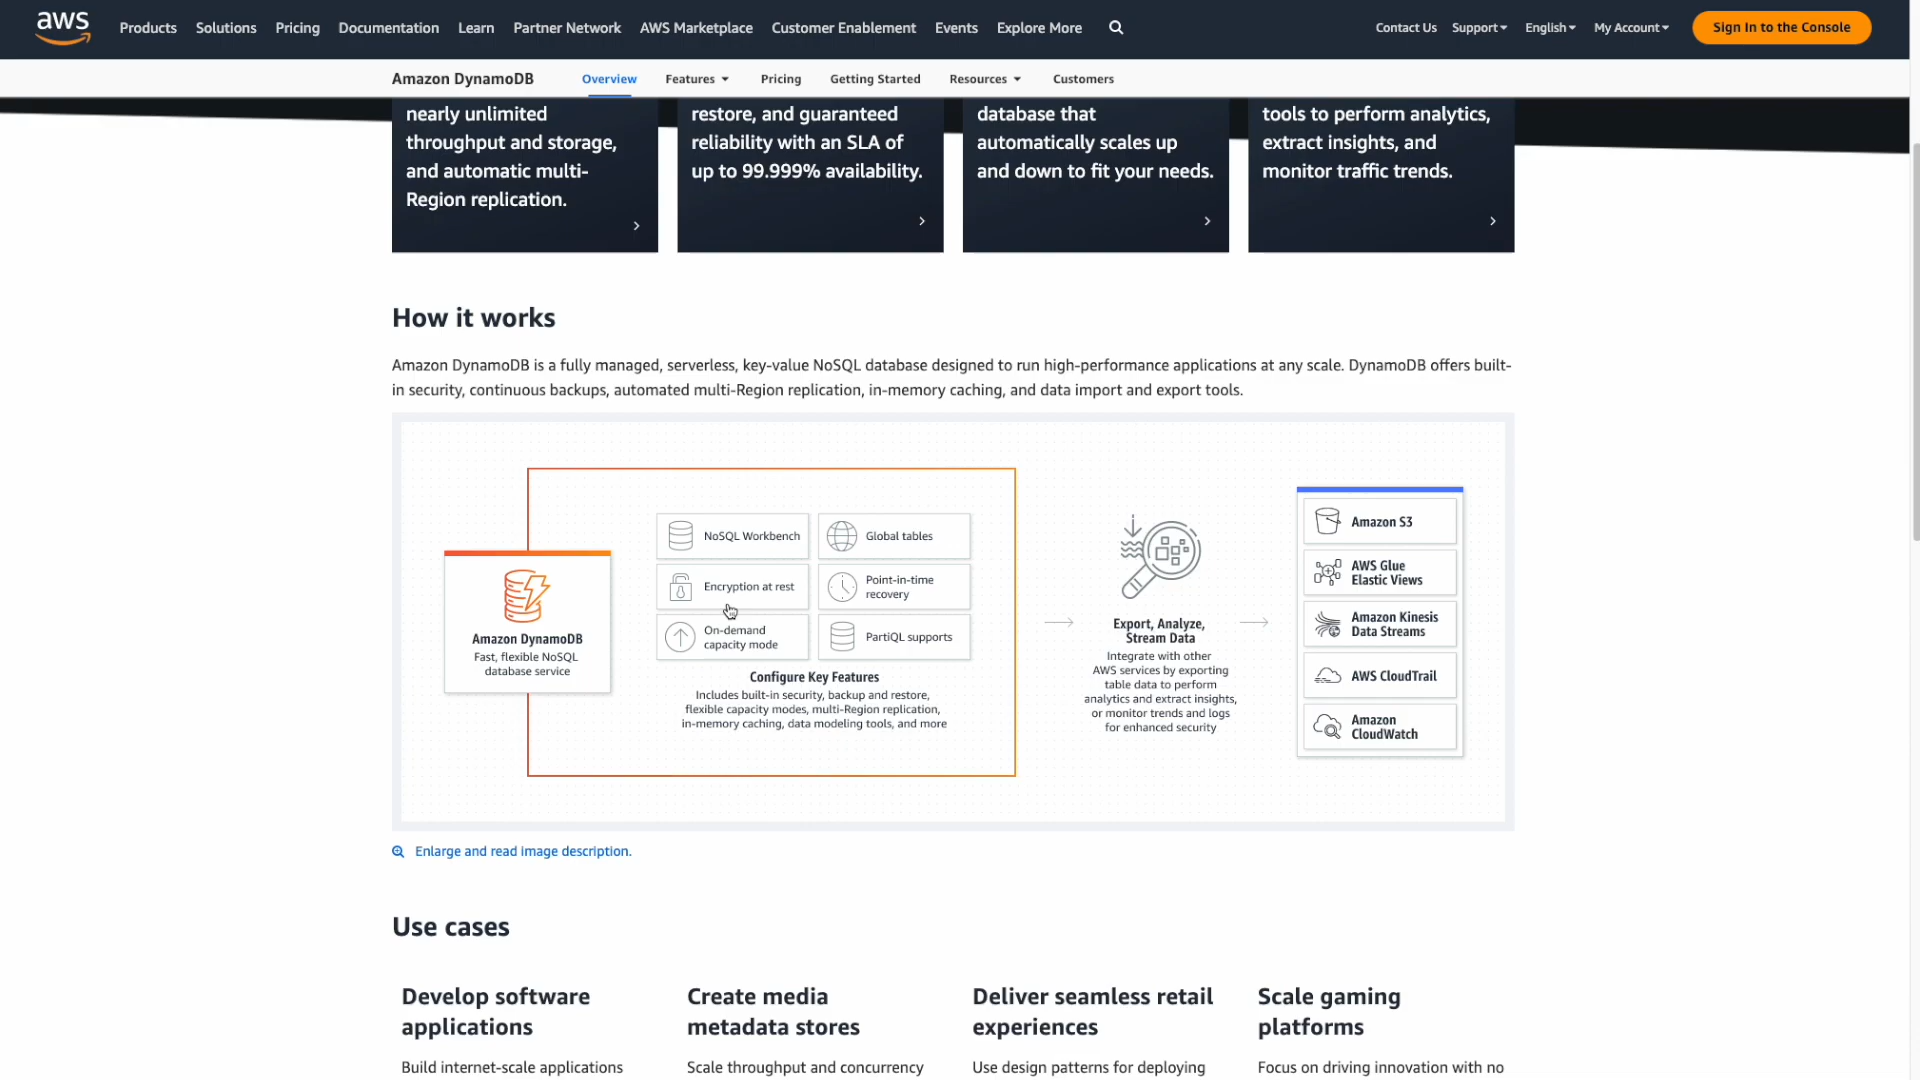 aws
Products
Solutions
Pricing
Documentation
Learn
Partner Network
AWS Marketplace
Customer Enablement
Events
Explore More
Contact Us
Support
English
My Account
Sign In to the Console
Amazon DynamoDB
Overview
Features
Pricing
Getting Started
Resources
Customers
nearly unlimited
throughput and storage,
and automatic multi-
Region replication.
restore, and guaranteed
reliability with an SLA of
up to 99.999% availability.
database that
automatically scales up
and down to fit your needs.
tools to perform analytics,
extract insights, and
monitor traffic trends.
How it works
Amazon DynamoDB is a fully managed, serverless, key-value NoSQL database designed to run high-performance applications at any scale. DynamoDB offers built-
in security, continuous backups, automated multi-Region replication, in-memory caching, and data import and export tools.
Amazon DynamoDB
Fast, flexible NoSQL
database service
NoSQL Workbench
Global tables
Encryption at rest
Point-in-time
recovery
On-demand
capacity mode
PartiQL supports
Configure Key Features
Includes built-in security, backup and restore,
flexible capacity modes, multi-Region replication,
in-memory caching, data modeling tools, and more
Export, Analyze,
Stream Data
Integrate with other
AWS services by exporting
table data to perform
analytics and extract insights,
or monitor trends and logs
for enhanced security
Amazon S3
AWS Glue
Elastic Views
Amazon Kinesis
Data Streams
AWS CloudTrail
Amazon
CloudWatch
Enlarge and read image description.
Use cases
Develop software
applications
Build internet-scale applications
Create media
metadata stores
Scale throughput and concurrency
Deliver seamless retail
experiences
Use design patterns for deploying
Scale gaming
platforms
Focus on driving innovation with no